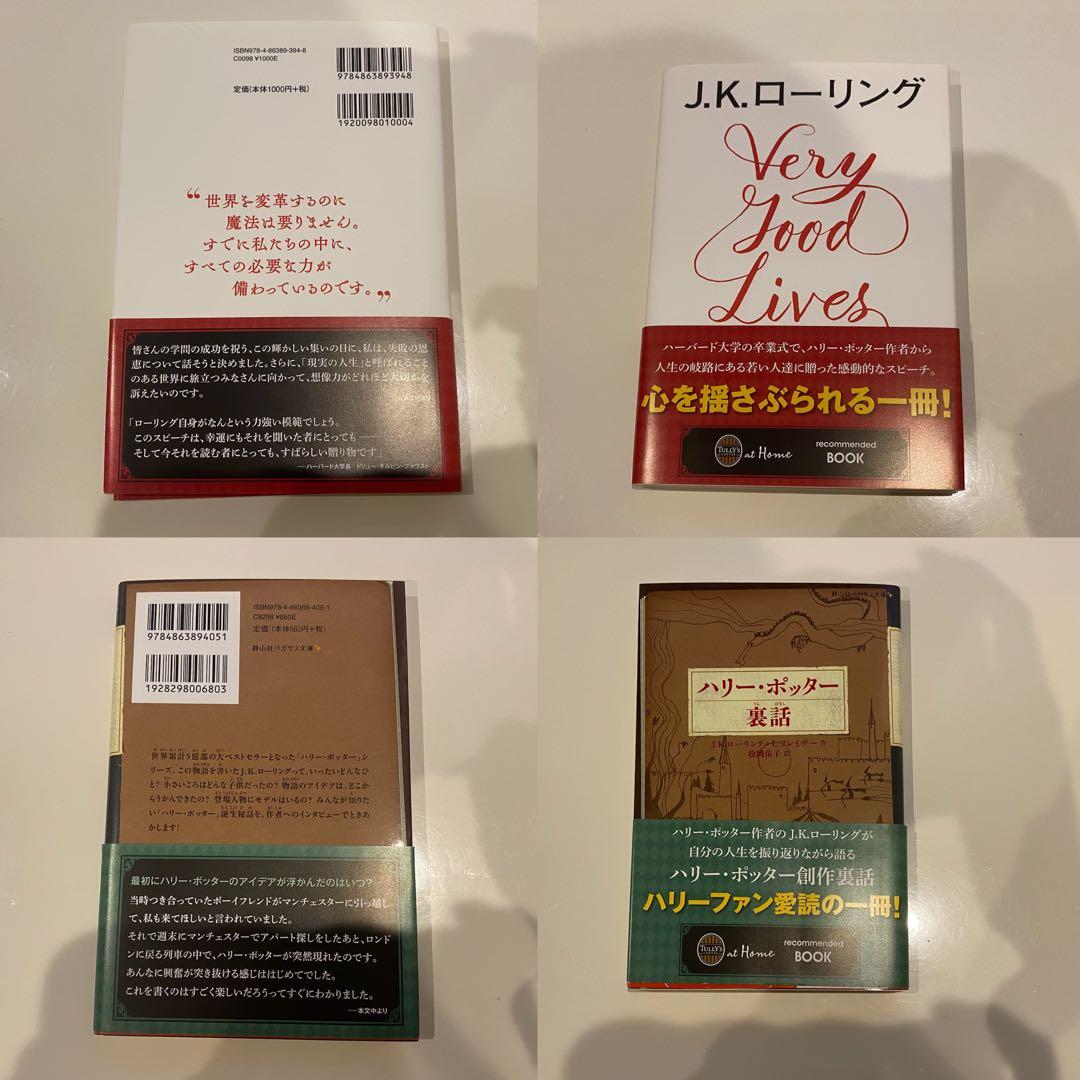 ISBN978-4-86389-394-8
C0098 ¥1000E
定価(本体1000円+税)
9784863893948
1920098010004
“世界を変革するのに
魔法は要りません。
すでに私たちの中に、
すべての必要な力が
備わっているのです。”
皆さんの学問の成功を祝う、この輝かしい集いの日に、私は、失敗の恩
恵について話そうと決めました。さらに、「現実の人生」と呼ばれること
のある世界に旅立つみなさんに向かって、想像力がどれほど大切かを
訴えたいのです。
―本文中より
「ローリング自身がなんという力強い模範でしょう。
このスピーチは、幸運にもそれを聞いた者にとっても――
そして今それを読む者にとっても、すばらしい贈り物です」
―ハーバード大学長 ドリュー・ギルピン・ファウスト
J.K.ローリング
Very
Good
Lives
ハーバード大学の卒業式で、ハリー・ポッター作者から
人生の岐路にある若い人達に贈った感動的なスピーチ。
心を揺さぶられる一冊!
TULLY'S at Home recommended BOOK
9784863894051
1928298006803
ISBN978-4-86389-405-1
C8298 ¥680E
定価:(本体680円+税)
静山社ペガサス文庫
世界累計5億部の大ベストセラーとなった「ハリー・ポッター」シ
リーズ。この物語を書いたJ.K.ローリングって、いったいどんなひ
と? 小さいころはどんな子供だったの? 物語のアイデアは、どこか
らうかんできたの? 登場人物にモデルはいるの? みんなが知りた
い「ハリー・ポッター」誕生秘話を、作者へのインタビューでときあ
かします!
最初にハリー・ポッターのアイデアが浮かんだのはいつ?
当時つき合っていたボーイフレンドがマンチェスターに引っ越し
て、私も来てほしいと言われていました。
それで週末にマンチェスターでアパート探しをしたあと、ロンド
ンに戻る列車の中で、ハリー・ポッターが突然現れたのです。
あんなに興奮が突き抜ける感じははじめてでした。
これを書くのはすごく楽しいだろうってすぐにわかりました。
―本文中より
静山社ペガサス文庫
ハリー・ポッター
裏話
J.K.ローリング・L.フレイザー 作
松岡佑子 訳
ハリー・ポッター作者のJ.K.ローリングが
自分の人生を振り返りながら語る
ハリー・ポッター創作裏話
ハリーファン愛読の一冊!
TULLY'S at Home recommended BOOK